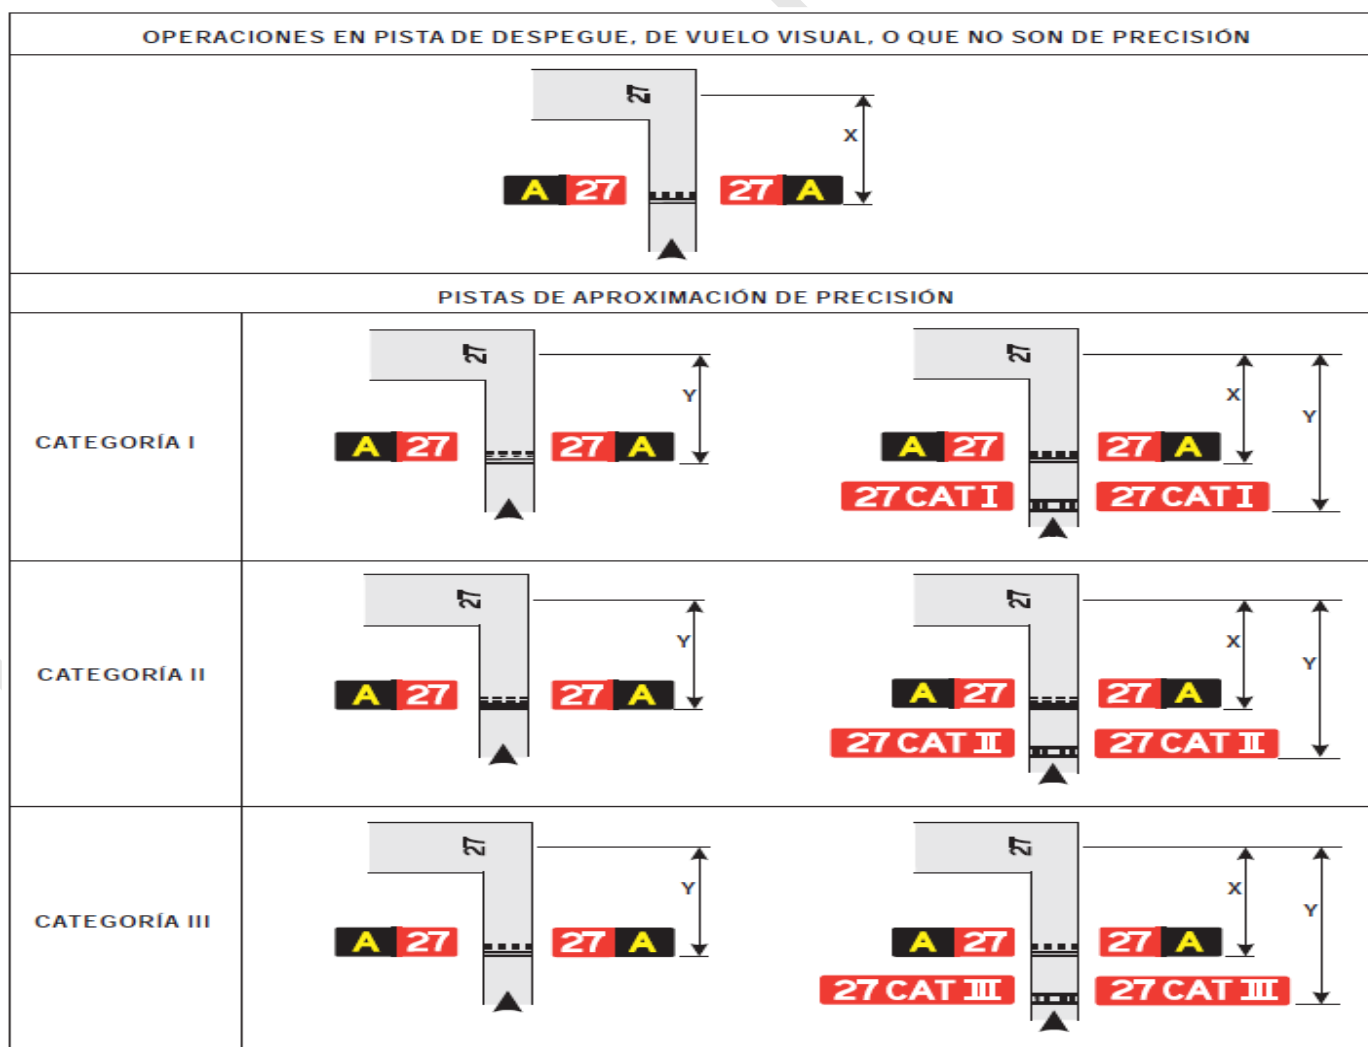 OPERACIONES EN PISTA DE DESPEGUE, DE VUELO VISUAL, O QUE NO SON DE PRECISIÓN
27
X
A 27 27 A
PISTAS DE APROXIMACIÓN DE PRECISIÓN
CATEGORÍA I
27
Y
A 27 27 A
27
X
Y
A 27 27 A
27 CAT I 27 CAT I
CATEGORÍA II
27
Y
A 27 27 A
27
X
Y
A 27 27 A
27 CAT II 27 CAT II
CATEGORÍA III
27
Y
A 27 27 A
27
X
Y
A 27 27 A
27 CAT III 27 CAT III